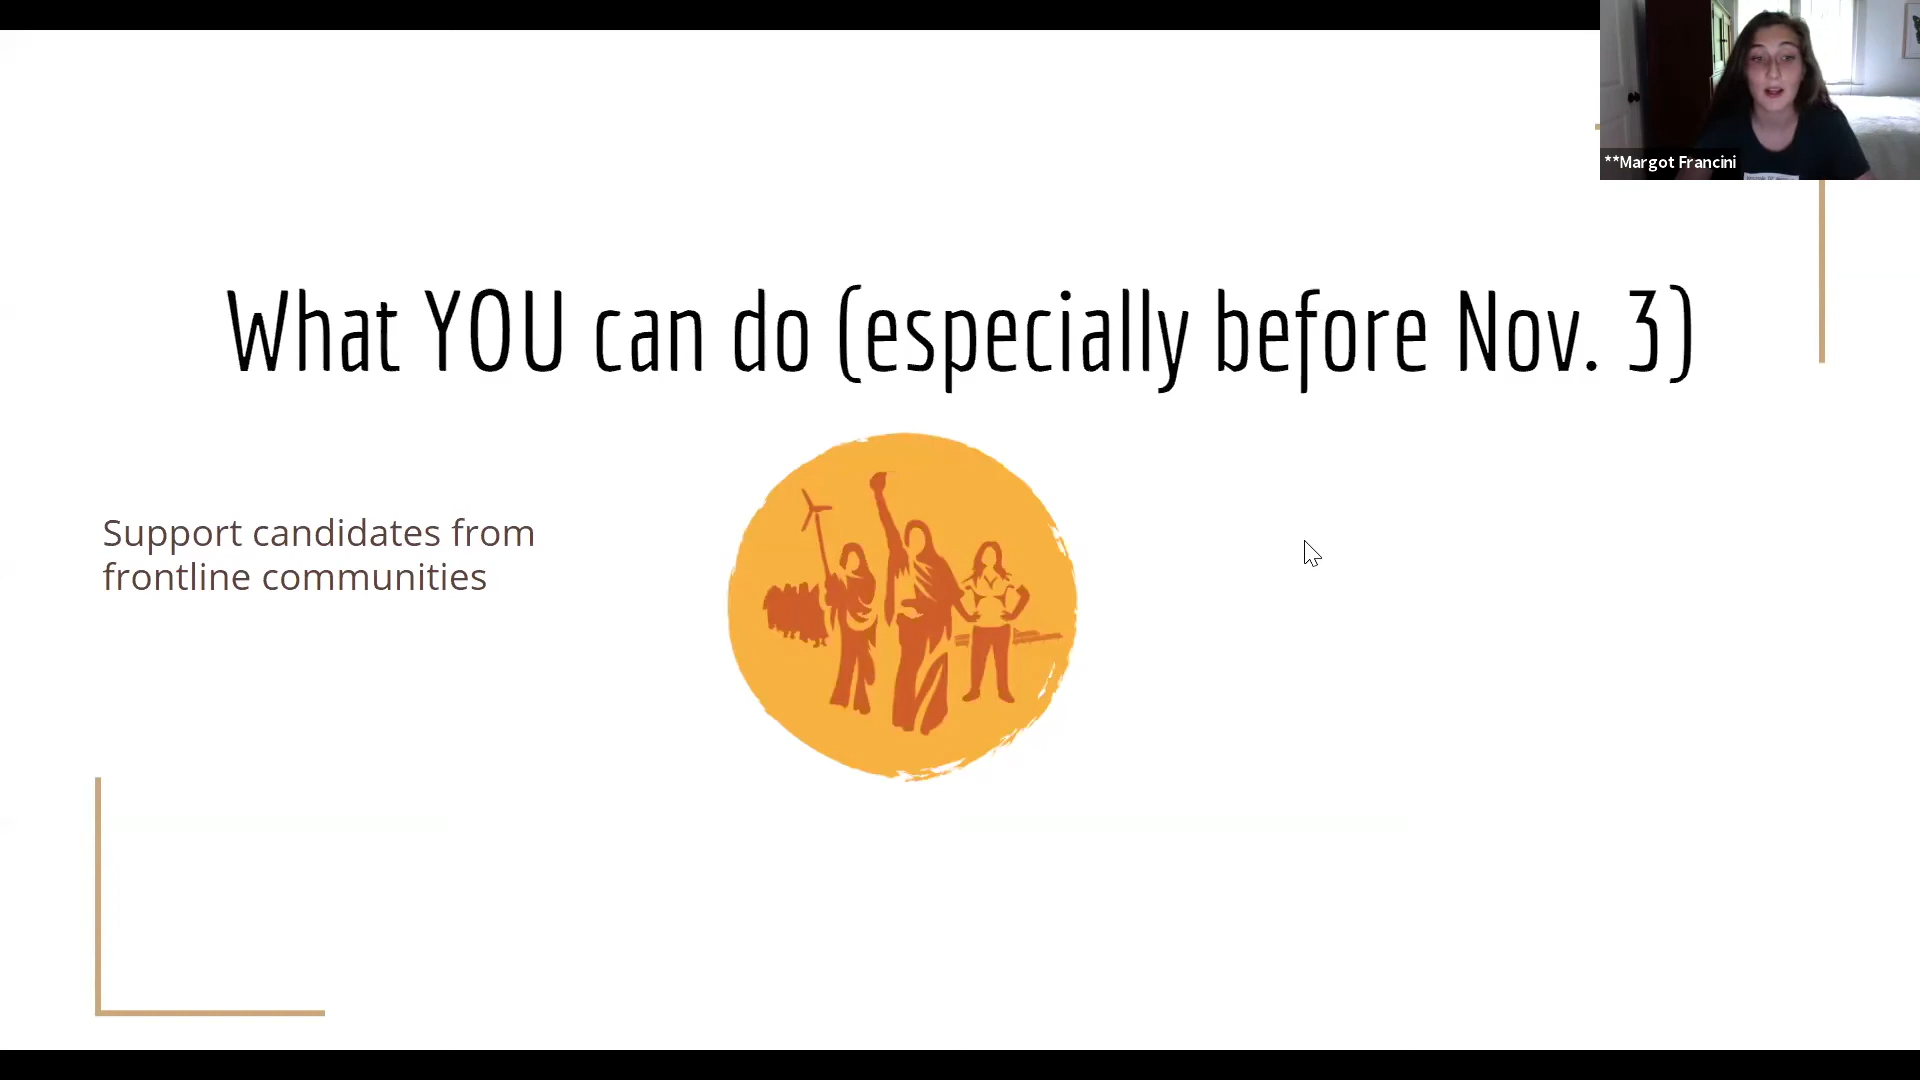 **Margot Francini
What YOU can do (especially before Nov. 3)
Support candidates from
frontline communities